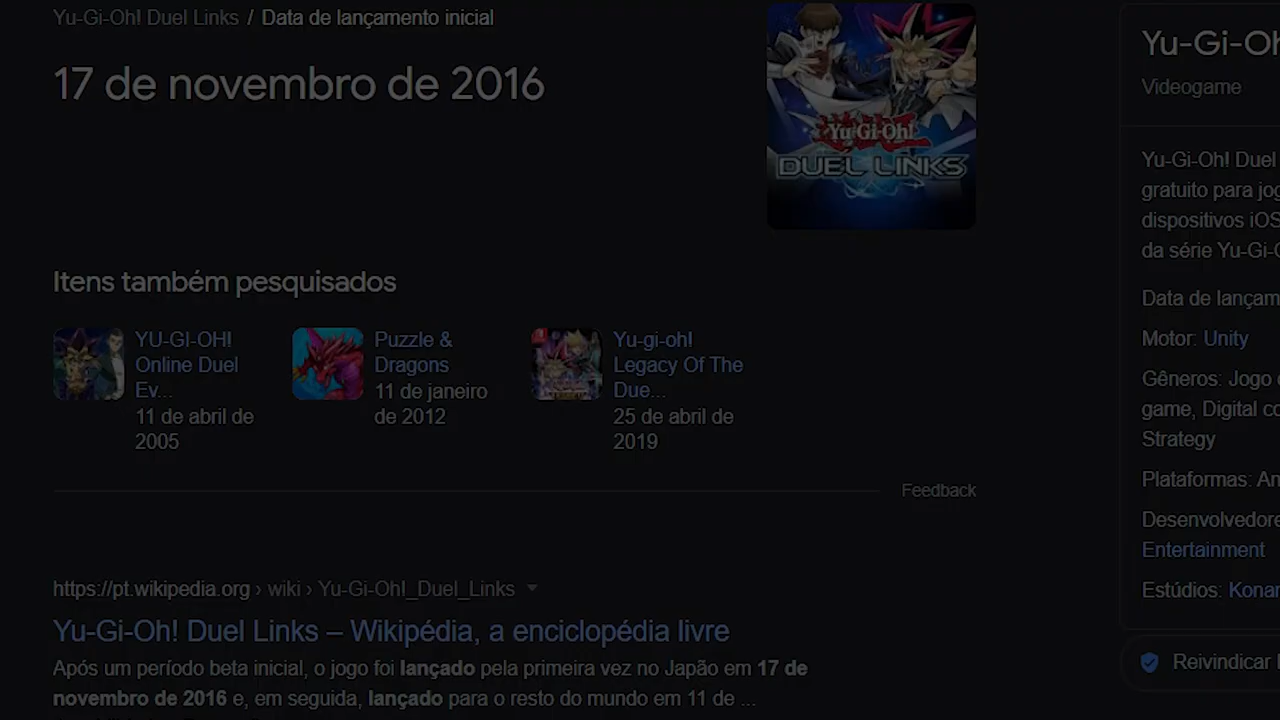 Yu-Gi-Oh! Duel Links / Data de lançamento inicial
17 de novembro de 2016
Yu-Gi-Oh!
DUEL LINKS
Itens também pesquisados
YU-GI-OH!
Online Duel
Ev...
11 de abril de
2005
Puzzle &
Dragons
11 de janeiro
de 2012
Yu-gi-oh!
Legacy Of The
Due...
25 de abril de
2019
Feedback
https://pt.wikipedia.org › wiki › Yu-Gi-Oh!_Duel_Links
Yu-Gi-Oh! Duel Links – Wikipédia, a enciclopédia livre
Após um período beta inicial, o jogo foi lançado pela primeira vez no Japão em 17 de
novembro de 2016 e, em seguida, lançado para o resto do mundo em 11 de ...
Yu-Gi-Oh
Videogame
Yu-Gi-Oh! Duel
gratuito para jog
dispositivos iOS
da série Yu-Gi-
Data de lançam
Motor: Unity
Gêneros: Jogo
game, Digital co
Strategy
Plataformas: An
Desenvolvedore
Entertainment
Estúdios: Konam
Reivindicar